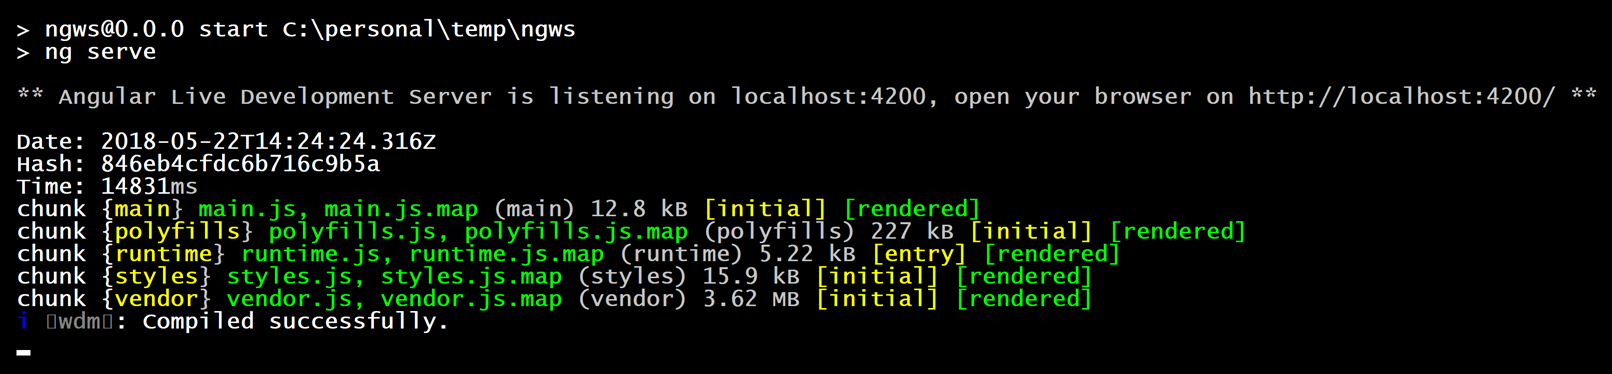 > ngws@0.0.0 start C:\personal\temp\ngws
> ng serve
** Angular Live Development Server is listening on localhost:4200, open your browser on http://localhost:4200/ **
Date: 2018-05-22T14:24:24.316Z
Hash: 846eb4cfdc6b716c9b5a
Time: 14831ms
chunk {main} main.js, main.js.map (main) 12.8 kB [initial] [rendered]
chunk {polyfills} polyfills.js, polyfills.js.map (polyfills) 227 kB [initial] [rendered]
chunk {runtime} runtime.js, runtime.js.map (runtime) 5.22 kB [entry] [rendered]
chunk {styles} styles.js, styles.js.map (styles) 15.9 kB [initial] [rendered]
chunk {vendor} vendor.js, vendor.js.map (vendor) 3.62 MB [initial] [rendered]
i 「wdm」: Compiled successfully.